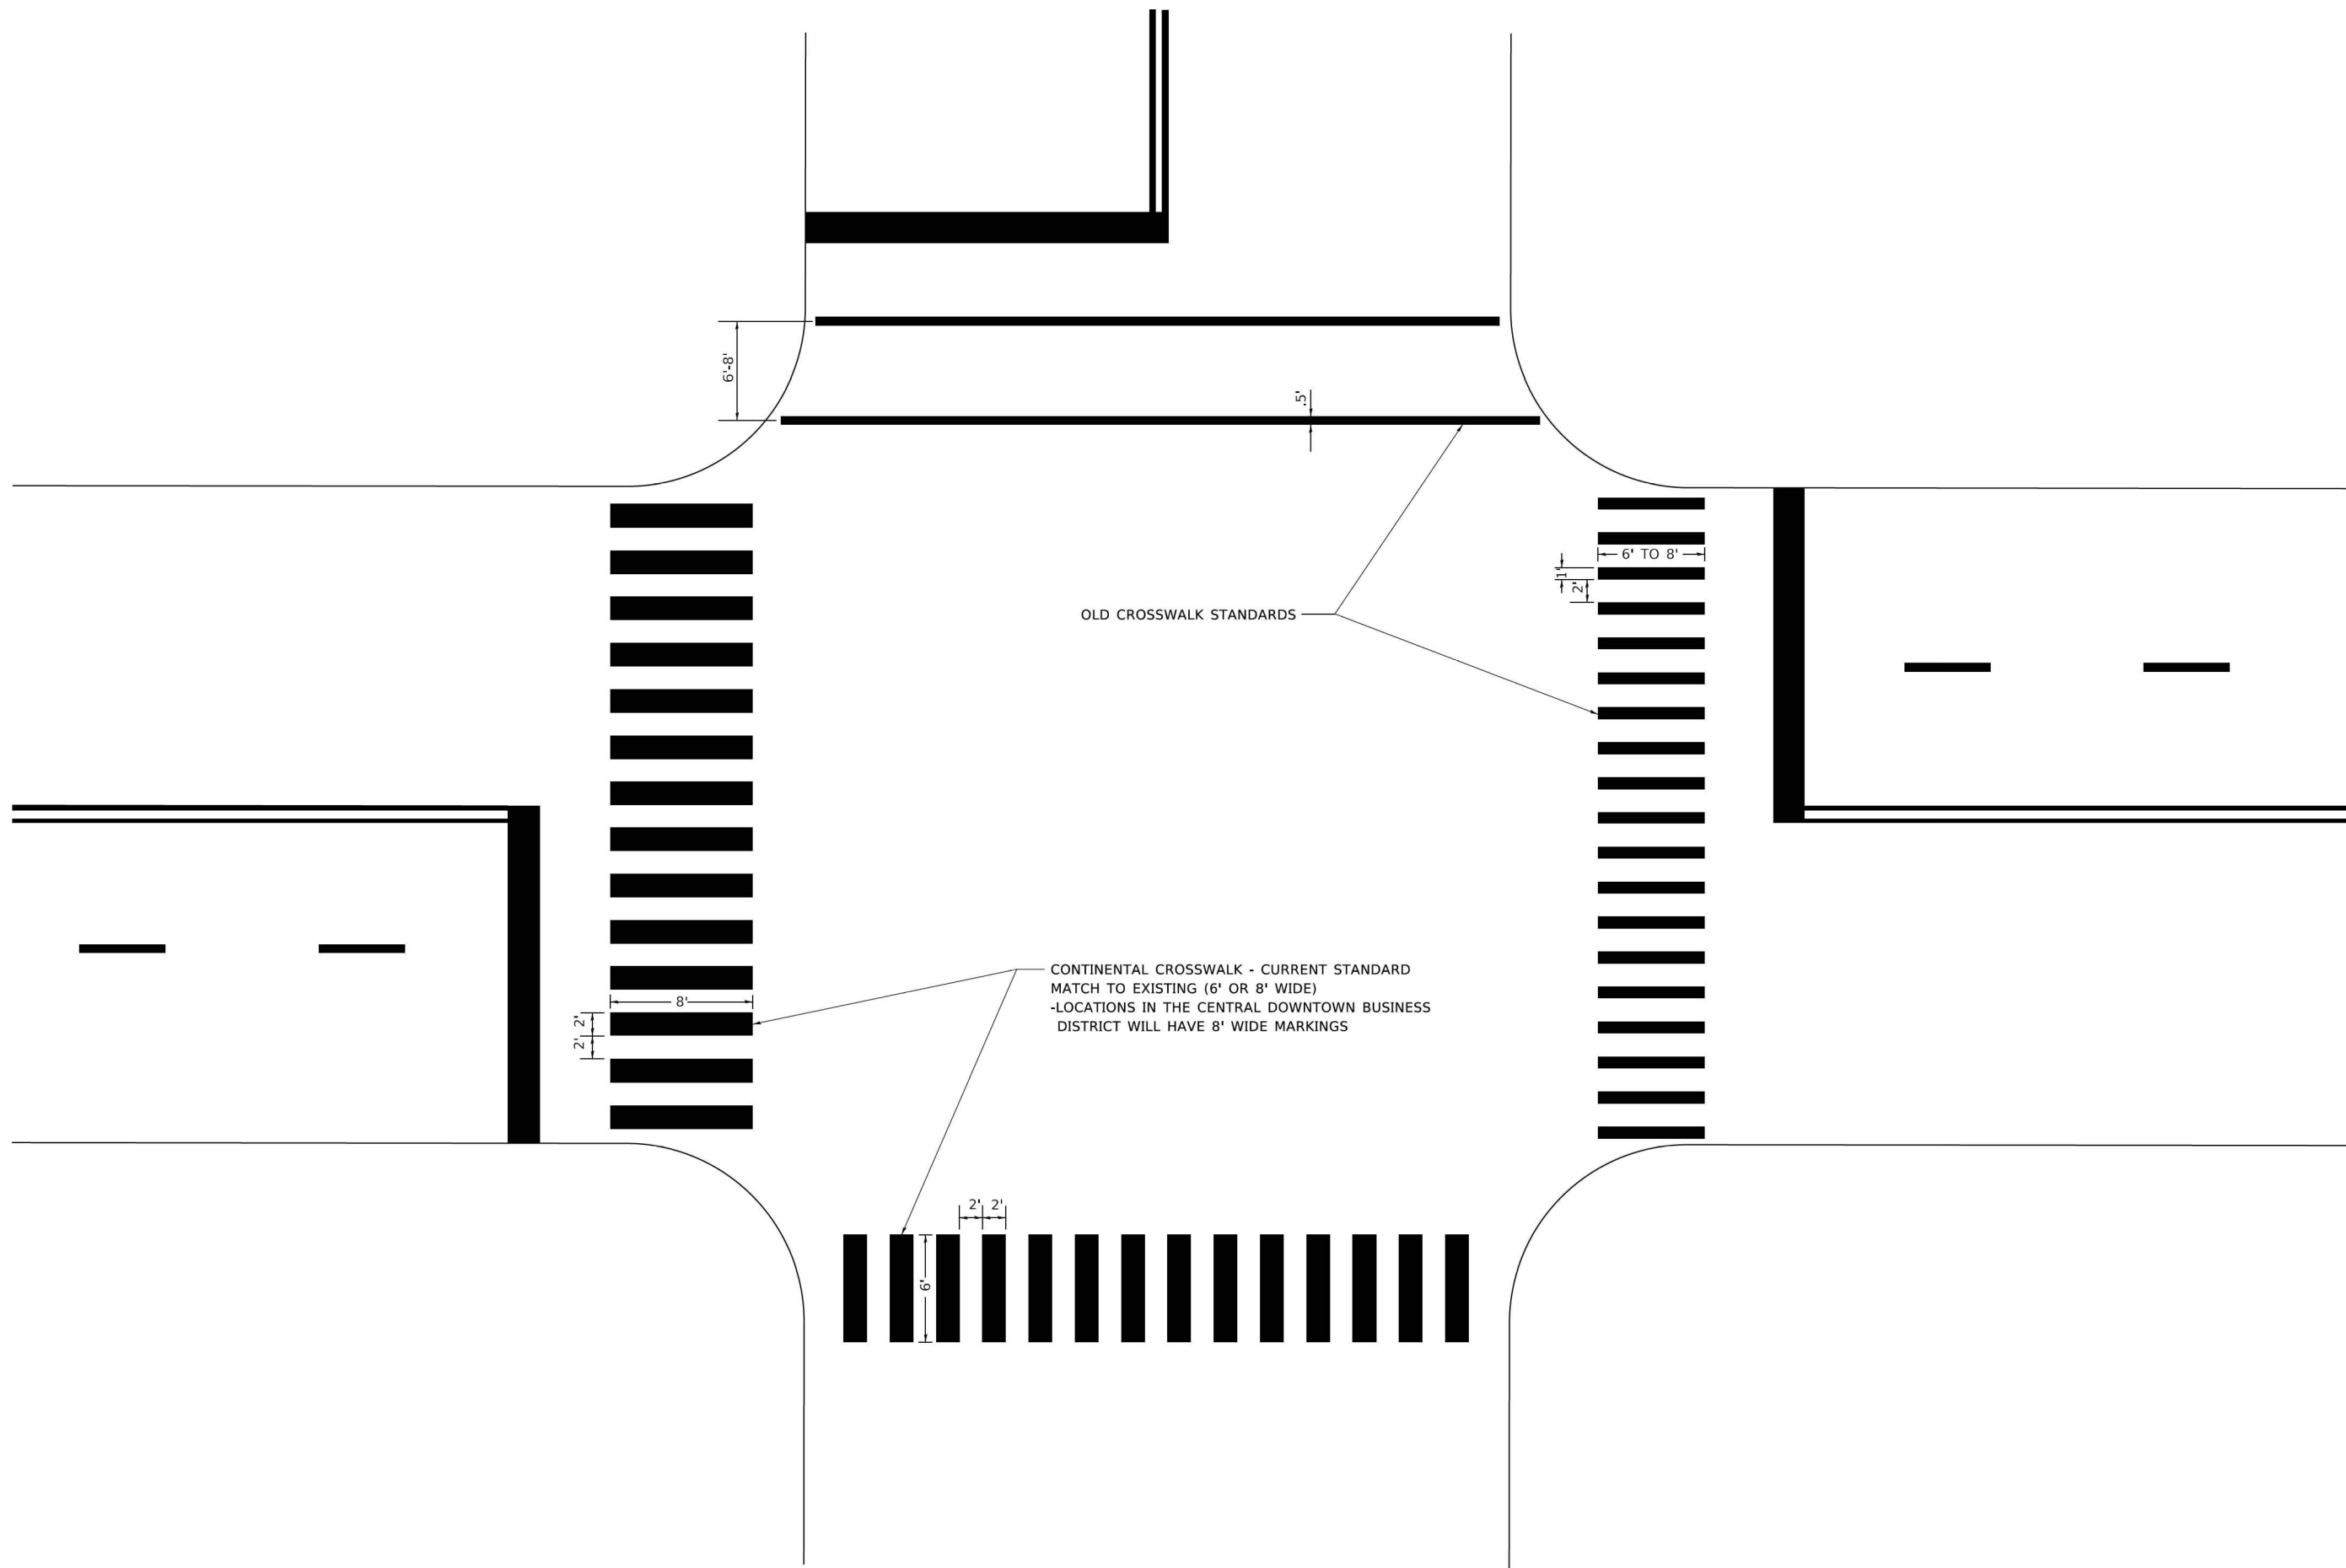 6'-8'
.5'
6' TO 8'
1'
2'
OLD CROSSWALK STANDARDS
CONTINENTAL CROSSWALK - CURRENT STANDARD
MATCH TO EXISTING (6' OR 8' WIDE)
-LOCATIONS IN THE CENTRAL DOWNTOWN BUSINESS
DISTRICT WILL HAVE 8' WIDE MARKINGS
8'
2'
2'
2' 2'
6'